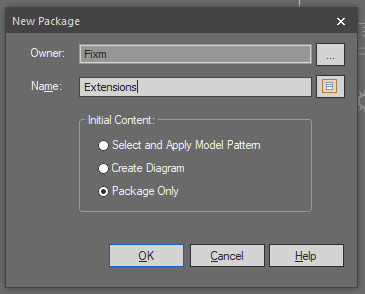 New Package
Owner: Fixm ...
Name: Extensions
Initial Content:
Select and Apply Model Pattern
Create Diagram
Package Only
OK Cancel Help